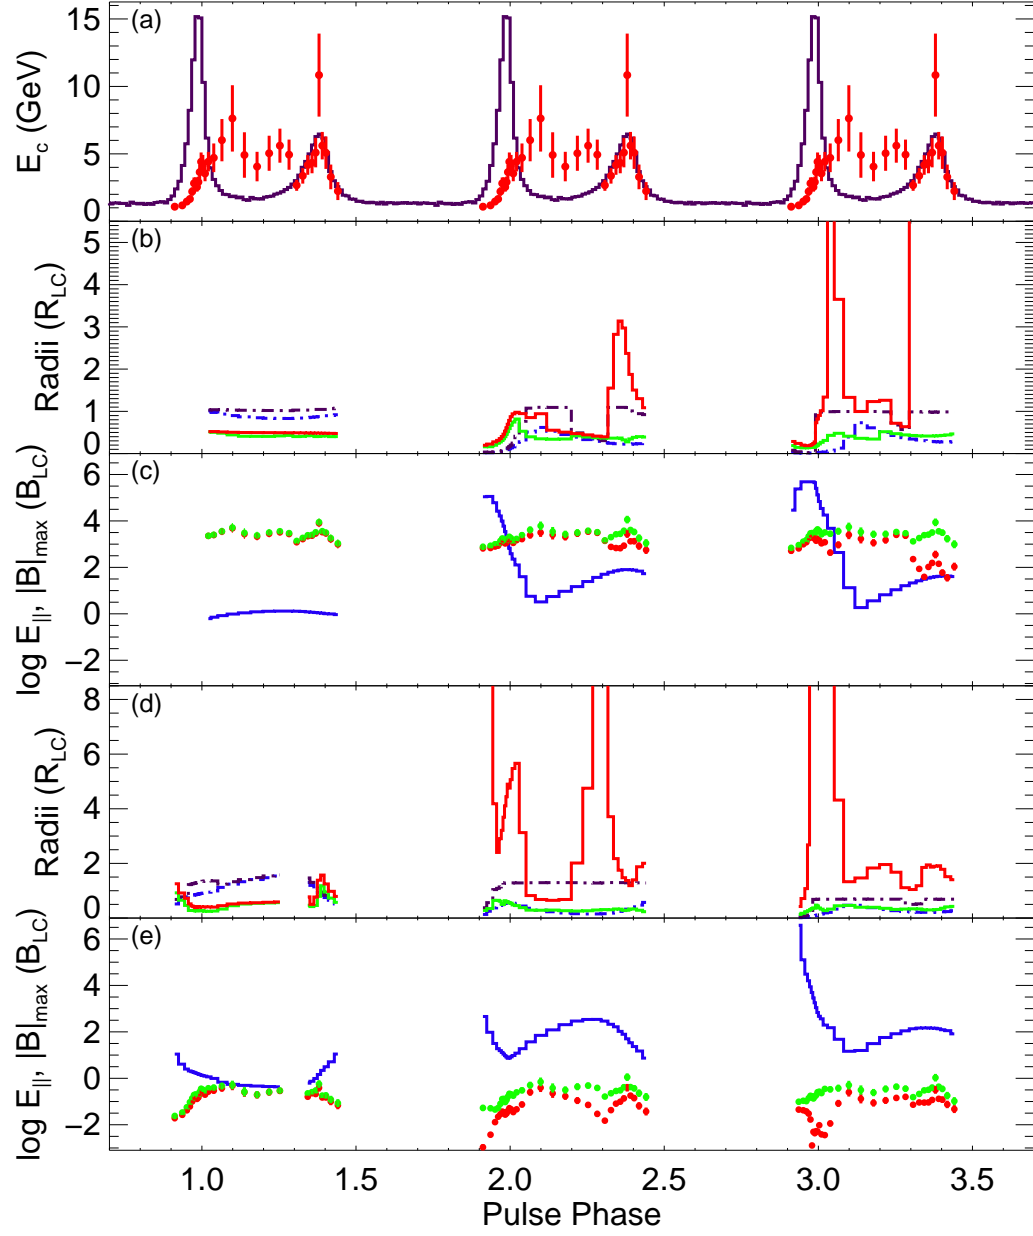 (a)
E_c (GeV)
15
10
5
0
(b)
Radii (R_LC)
5
4
3
2
1
0
(c)
log E_||, |B|_max (B_LC)
6
4
2
0
−2
(d)
Radii (R_LC)
8
6
4
2
0
(e)
log E_||, |B|_max (B_LC)
6
4
2
0
−2
1.0 1.5 2.0 2.5 3.0 3.5
Pulse Phase